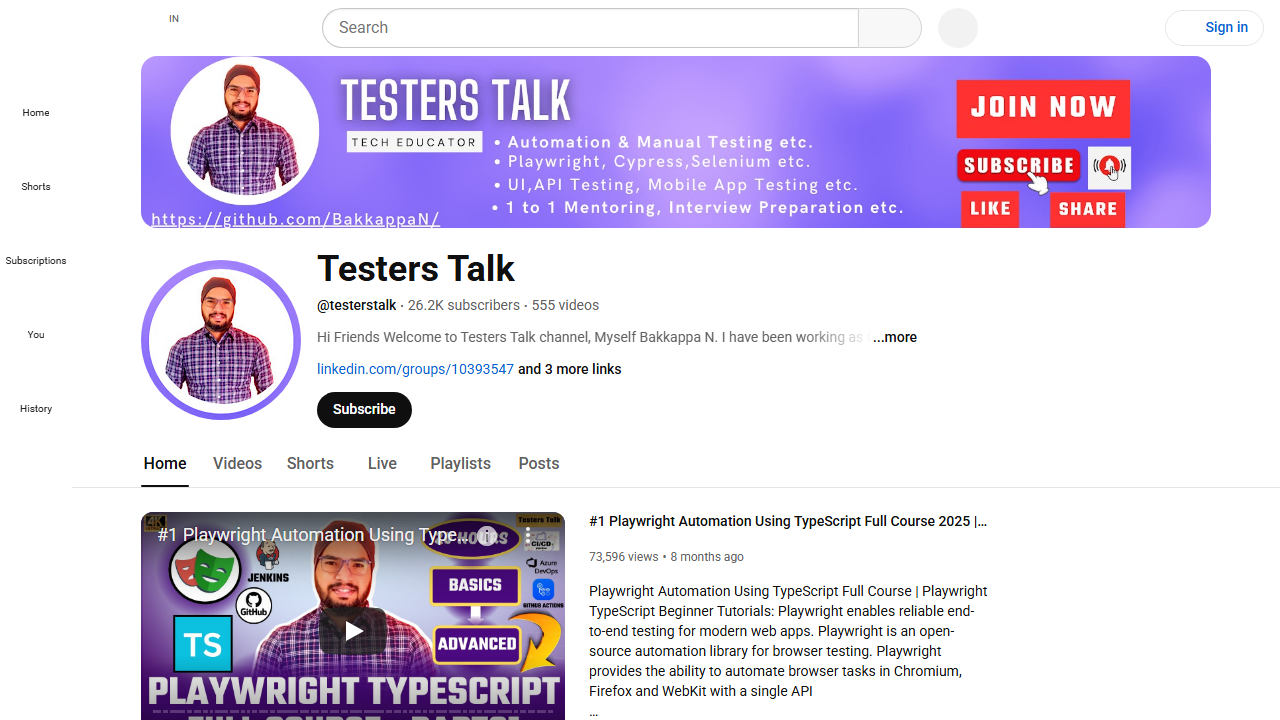 IN
Search
Sign in
Home
Shorts
Subscriptions
You
History
TESTERS TALK
TECH EDUCATOR
• Automation & Manual Testing etc.
• Playwright, Cypress,Selenium etc.
• UI,API Testing, Mobile App Testing etc.
• 1 to 1 Mentoring, Interview Preparation etc.
https://github.com/BakkappaN/
JOIN NOW
SUBSCRIBE
LIKE
SHARE
Testers Talk
@testerstalk · 26.2K subscribers · 555 videos
Hi Friends Welcome to Testers Talk channel, Myself Bakkappa N. I have been working as ...more
linkedin.com/groups/10393547 and 3 more links
Subscribe
Home
Videos
Shorts
Live
Playlists
Posts
4K
#1 Playwright Automation Using Type...
Testers Talk
HOURS
CI/CD
JENKINS
GitHub
BASICS
Azure
DevOps
GITHUB ACTIONS
TS
ADVANCED
PLAYWRIGHT TYPESCRIPT
#1 Playwright Automation Using TypeScript Full Course 2025 |...
73,596 views • 8 months ago
Playwright Automation Using TypeScript Full Course | Playwright
TypeScript Beginner Tutorials: Playwright enables reliable end-
to-end testing for modern web apps. Playwright is an open-
source automation library for browser testing. Playwright
provides the ability to automate browser tasks in Chromium,
Firefox and WebKit with a single API
...